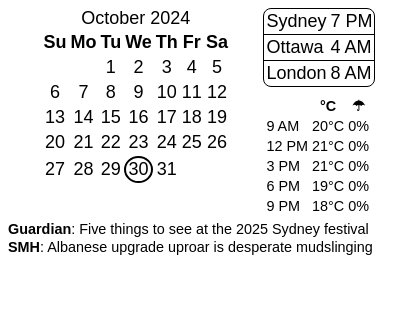 October 2024
Su Mo Tu We Th Fr Sa
1 2 3 4 5
6 7 8 9 10 11 12
13 14 15 16 17 18 19
20 21 22 23 24 25 26
27 28 29 30 31
Sydney 7 PM
Ottawa 4 AM
London 8 AM
°C ☂
9 AM 20°C 0%
12 PM 21°C 0%
3 PM 21°C 0%
6 PM 19°C 0%
9 PM 18°C 0%
Guardian: Five things to see at the 2025 Sydney festival
SMH: Albanese upgrade uproar is desperate mudslinging